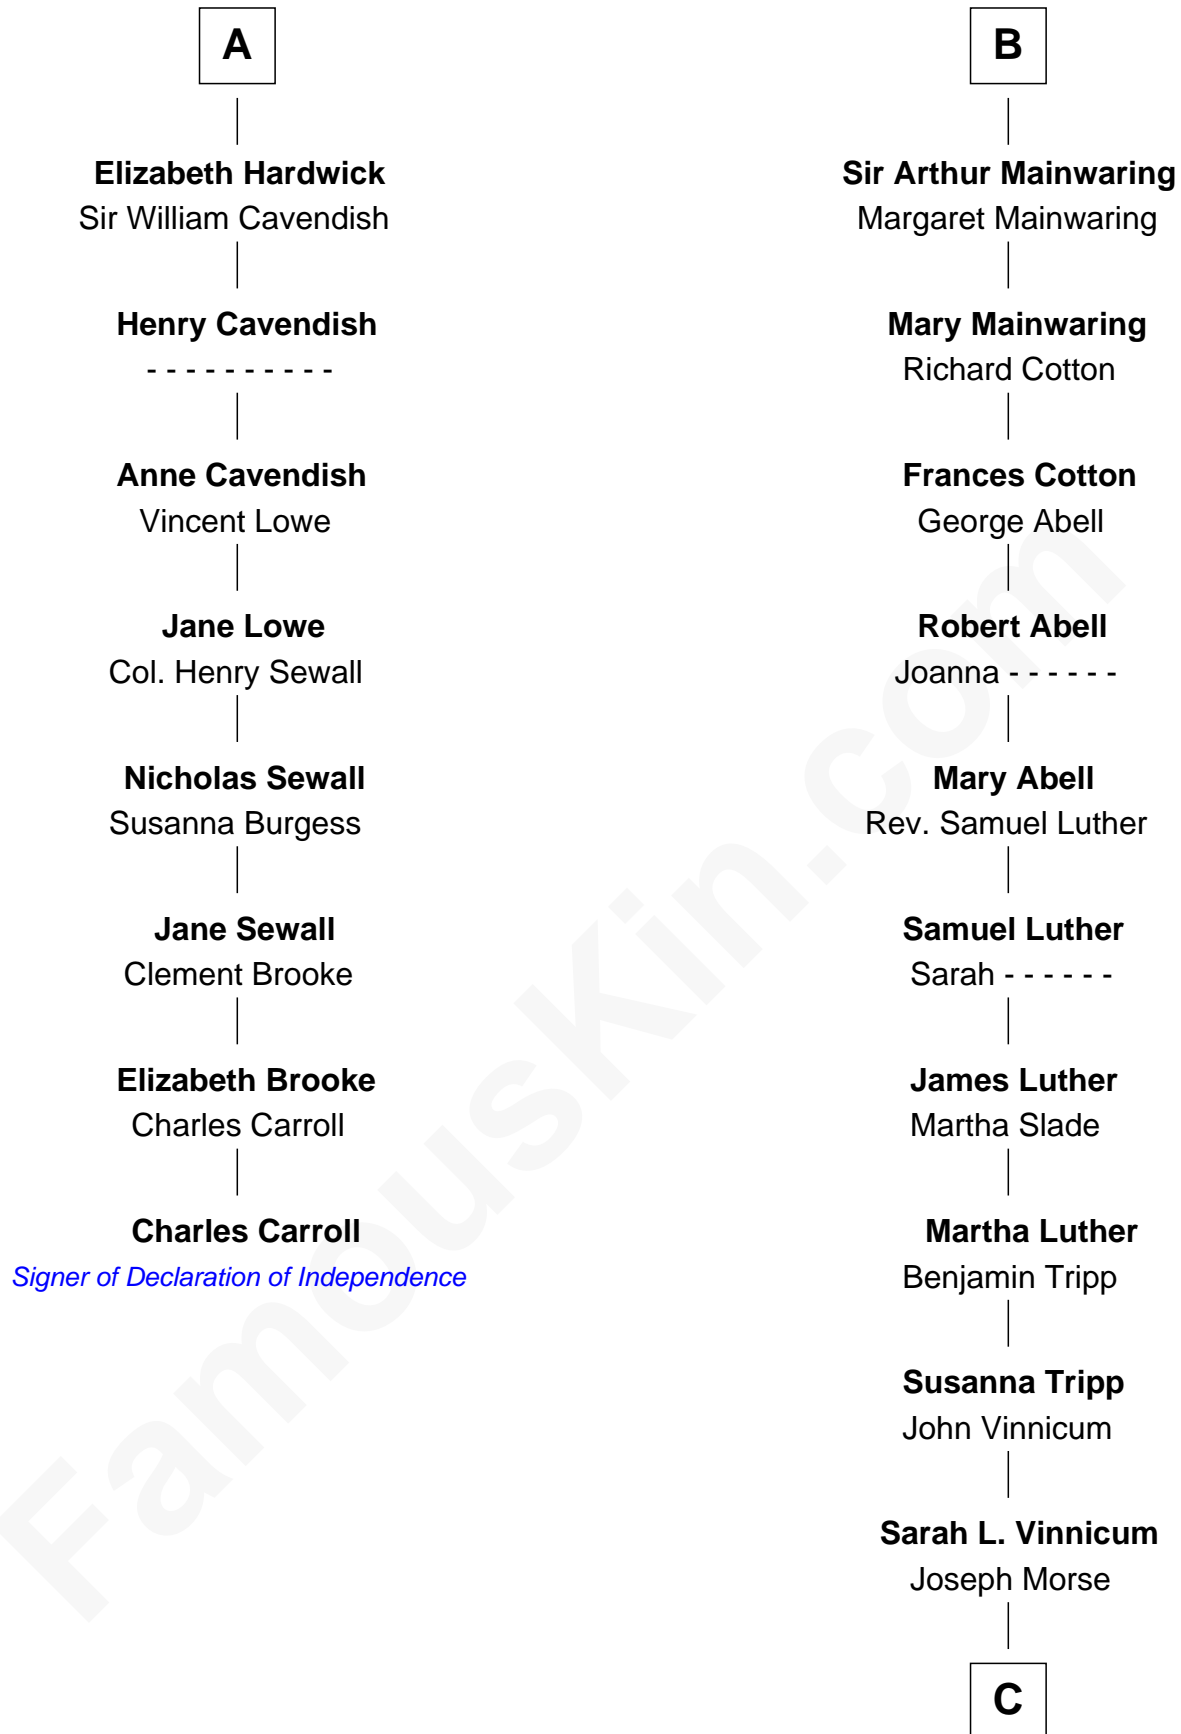 A
Elizabeth Hardwick
Sir William Cavendish
Henry Cavendish
- - - - - - - - - -
Anne Cavendish
Vincent Lowe
Jane Lowe
Col. Henry Sewall
Nicholas Sewall
Susanna Burgess
Jane Sewall
Clement Brooke
Elizabeth Brooke
Charles Carroll
Charles Carroll
Signer of Declaration of Independence
B
Sir Arthur Mainwaring
Margaret Mainwaring
Mary Mainwaring
Richard Cotton
Frances Cotton
George Abell
Robert Abell
Joanna - - - - - -
Mary Abell
Rev. Samuel Luther
Samuel Luther
Sarah - - - - - -
James Luther
Martha Slade
Martha Luther
Benjamin Tripp
Susanna Tripp
John Vinnicum
Sarah L. Vinnicum
Joseph Morse
C
FamousKin.com